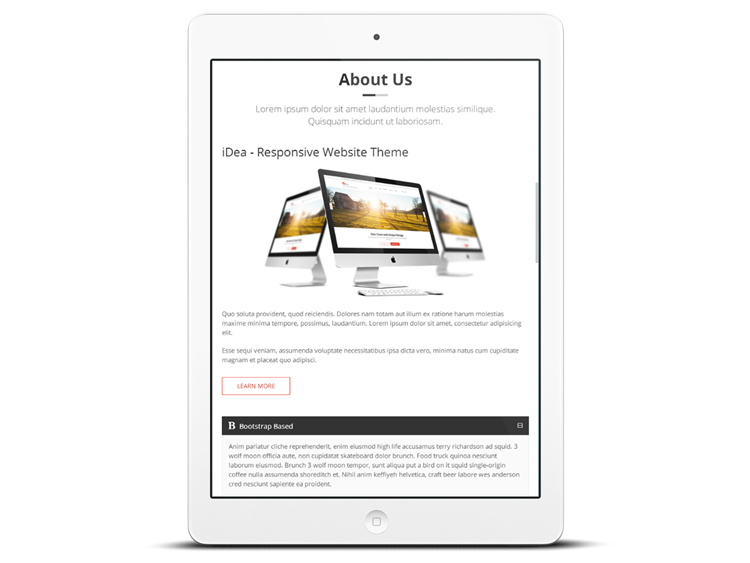 About Us
Lorem ipsum dolor sit amet laudantium molestias similique.
Quisquam incidunt ut laboriosam.
iDea - Responsive Website Theme
Quo soluta provident, quod reiciendis. Dolores nam totam aut illum ex ratione harum molestias
maxime minima tempore, possimus, laudantium. Lorem ipsum dolor sit amet, consectetur adipisicing
elit.
Esse sequi veniam, assumenda voluptate necessitatibus ipsa dicta vero, minima natus cum cupiditate
magnam et placeat quo adipisci.
LEARN MORE
B Bootstrap Based
Anim pariatur cliche reprehenderit, enim eiusmod high life accusamus terry richardson ad squid. 3
wolf moon officia aute, non cupidatat skateboard dolor brunch. Food truck quinoa nesciunt
laborum eiusmod. Brunch 3 wolf moon tempor, sunt aliqua put a bird on it squid single-origin
coffee nulla assumenda shoreditch et. Nihil anim keffiyeh helvetica, craft beer labore wes anderson
cred nesciunt sapiente ea proident.